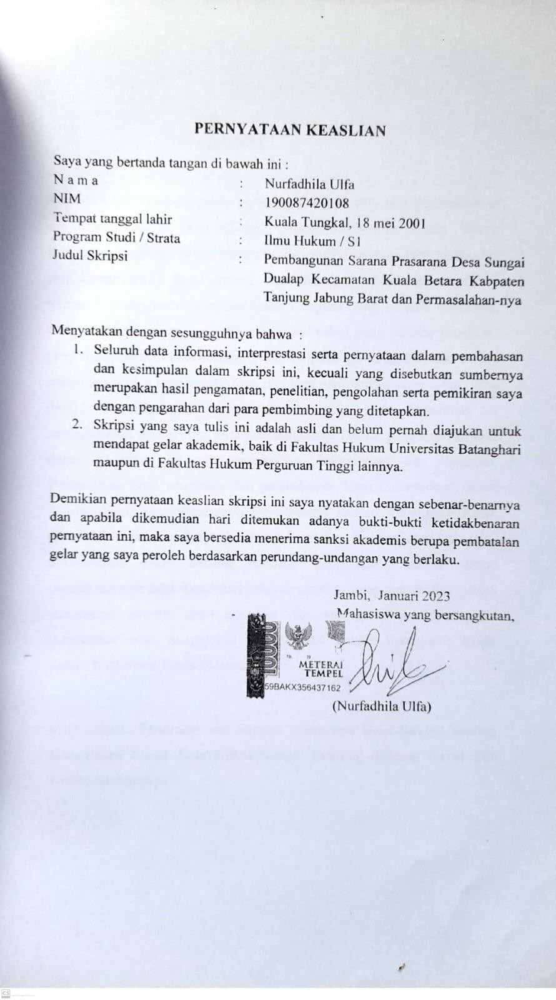 PERNYATAAN KEASLIAN
Saya yang bertanda tangan di bawah ini :
N a m a : Nurfadhila Ulfa
NIM : 190087420108
Tempat tanggal lahir : Kuala Tungkal, 18 mei 2001
Program Studi / Strata : Ilmu Hukum / S1
Judul Skripsi : Pembangunan Sarana Prasarana Desa Sungai
Dualap Kecamatan Kuala Betara Kabpaten
Tanjung Jabung Barat dan Permasalahan-nya
Menyatakan dengan sesungguhnya bahwa :
1. Seluruh data informasi, interprestasi serta pernyataan dalam pembahasan
dan kesimpulan dalam skripsi ini, kecuali yang disebutkan sumbernya
merupakan hasil pengamatan, penelitian, pengolahan serta pemikiran saya
dengan pengarahan dari para pembimbing yang ditetapkan.
2. Skripsi yang saya tulis ini adalah asli dan belum pernah diajukan untuk
mendapat gelar akademik, baik di Fakultas Hukum Universitas Batanghari
maupun di Fakultas Hukum Perguruan Tinggi lainnya.
Demikian pernyataan keaslian skripsi ini saya nyatakan dengan sebenar-benarnya
dan apabila dikemudian hari ditemukan adanya bukti-bukti ketidakbenaran
pernyataan ini, maka saya bersedia menerima sanksi akademis berupa pembatalan
gelar yang saya peroleh berdasarkan perundang-undangan yang berlaku.
Jambi, Januari 2023
Mahasiswa yang bersangkutan,
10000
METERAI
TEMPEL
59BAKX356437162
(Nurfadhila Ulfa)
CS